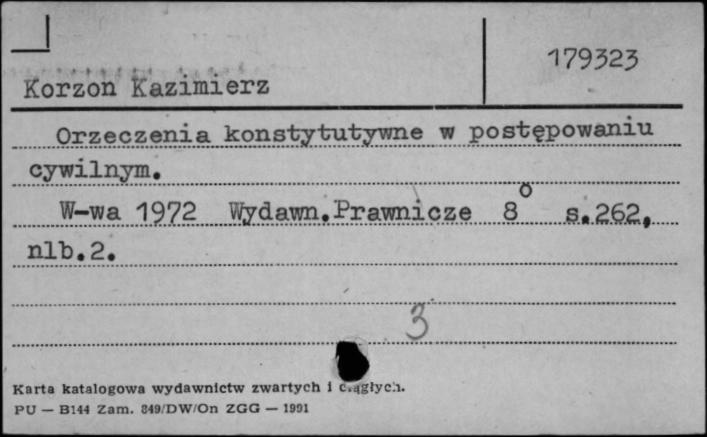 179323
Korzon Kazimierz
Orzeczenia konstytutywne w postępowaniu
cywilnym.
W-wa 1972 Wydawn.Prawnicze 8° s.262,
nlb.2.
3
Karta katalogowa wydawnictw zwartych i ciągłych.
PU — B144 Zam. 849/DW/On ZGG — 1991